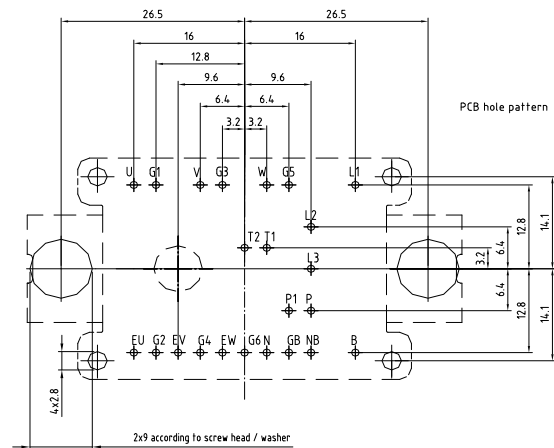 26.5 26.5
16 16
12.8
9.6 9.6
6.4 6.4
3.2 3.2
PCB hole pattern
U G1 V G3 W G5 L1
L2
T2 T1
L3
P1 P
EU G2 EV G4 EW G6 N GB NB B
3.2
6.4
12.8
14.1
6.4
12.8
14.1
4x2.8
2x9 according to screw head / washer